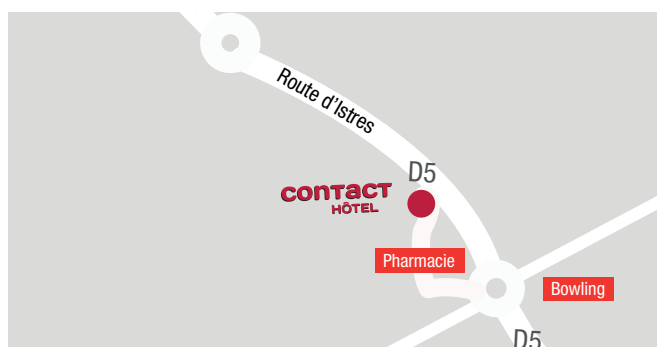 Route d'Istres
D5
CONTACT
HÔTEL
Pharmacie
Bowling
D5